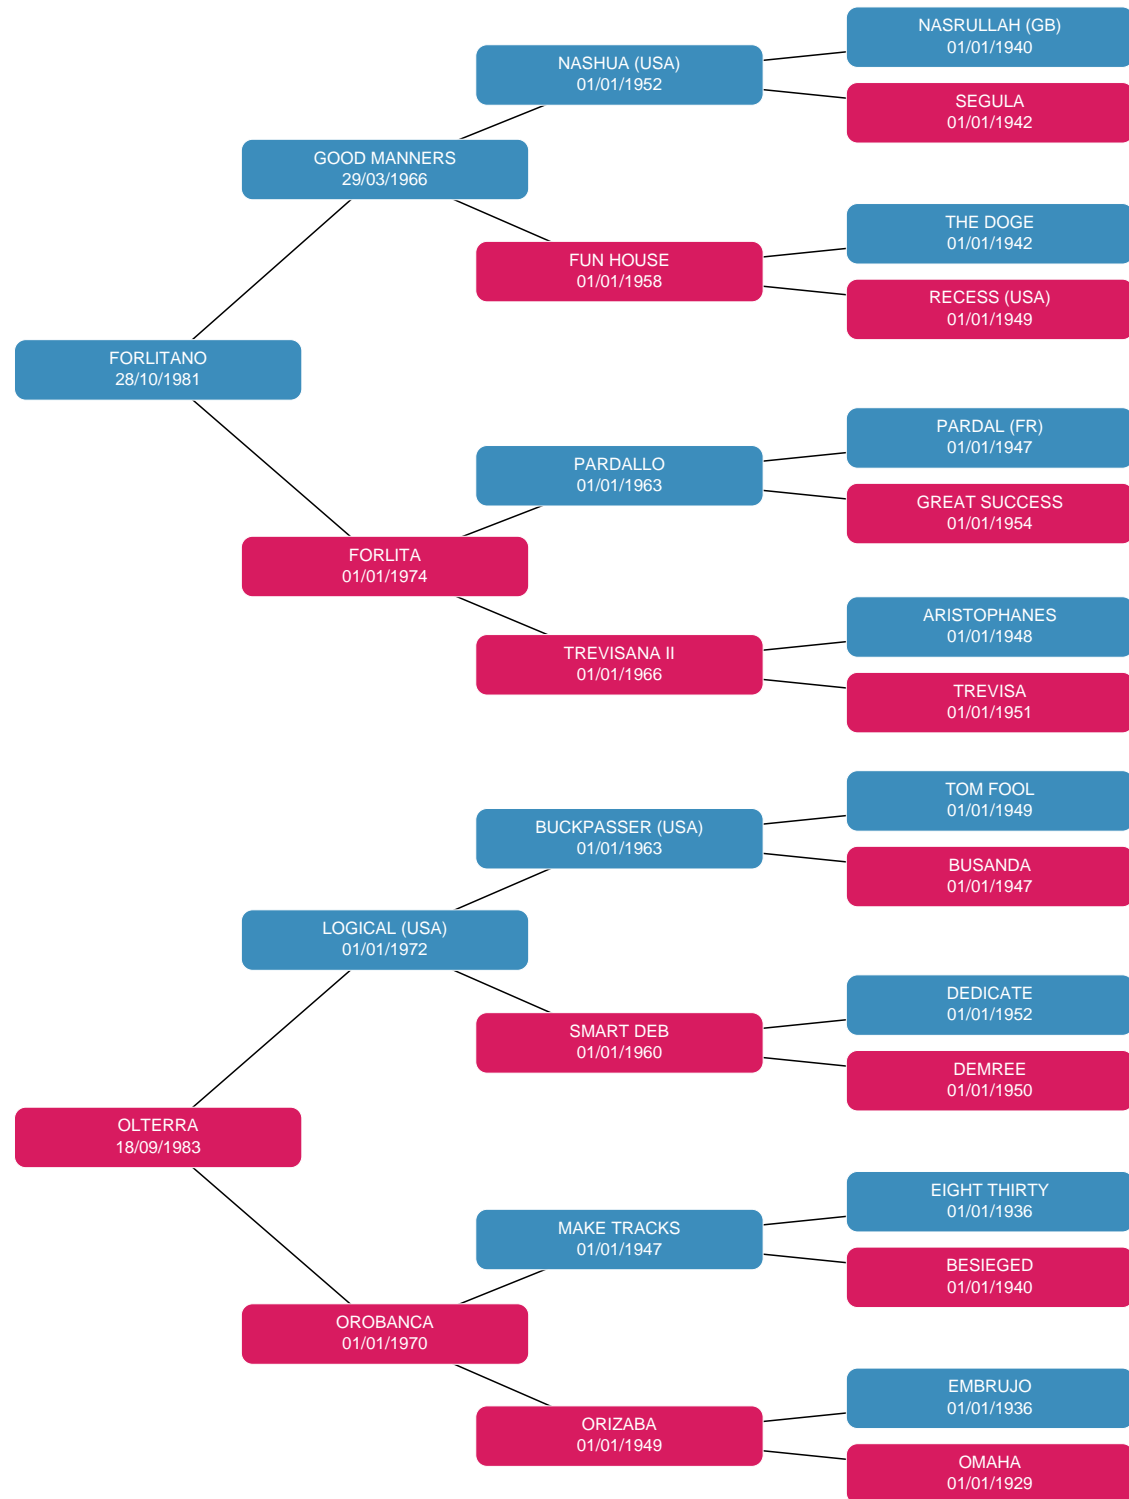 NASRULLAH (GB)
01/01/1940
NASHUA (USA)
01/01/1952
SEGULA
01/01/1942
GOOD MANNERS
29/03/1966
THE DOGE
01/01/1942
FUN HOUSE
01/01/1958
RECESS (USA)
01/01/1949
FORLITANO
28/10/1981
PARDAL (FR)
01/01/1947
PARDALLO
01/01/1963
GREAT SUCCESS
01/01/1954
FORLITA
01/01/1974
ARISTOPHANES
01/01/1948
TREVISANA II
01/01/1966
TREVISA
01/01/1951
TOM FOOL
01/01/1949
BUCKPASSER (USA)
01/01/1963
BUSANDA
01/01/1947
LOGICAL (USA)
01/01/1972
DEDICATE
01/01/1952
SMART DEB
01/01/1960
DEMREE
01/01/1950
OLTERRA
18/09/1983
EIGHT THIRTY
01/01/1936
MAKE TRACKS
01/01/1947
BESIEGED
01/01/1940
OROBANCA
01/01/1970
EMBRUJO
01/01/1936
ORIZABA
01/01/1949
OMAHA
01/01/1929